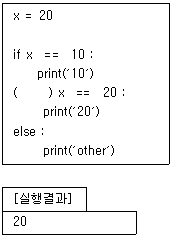 x = 20
if x == 10 :
print('10')
(    ) x == 20 :
print('20')
else :
print('other')
[실행결과]
20